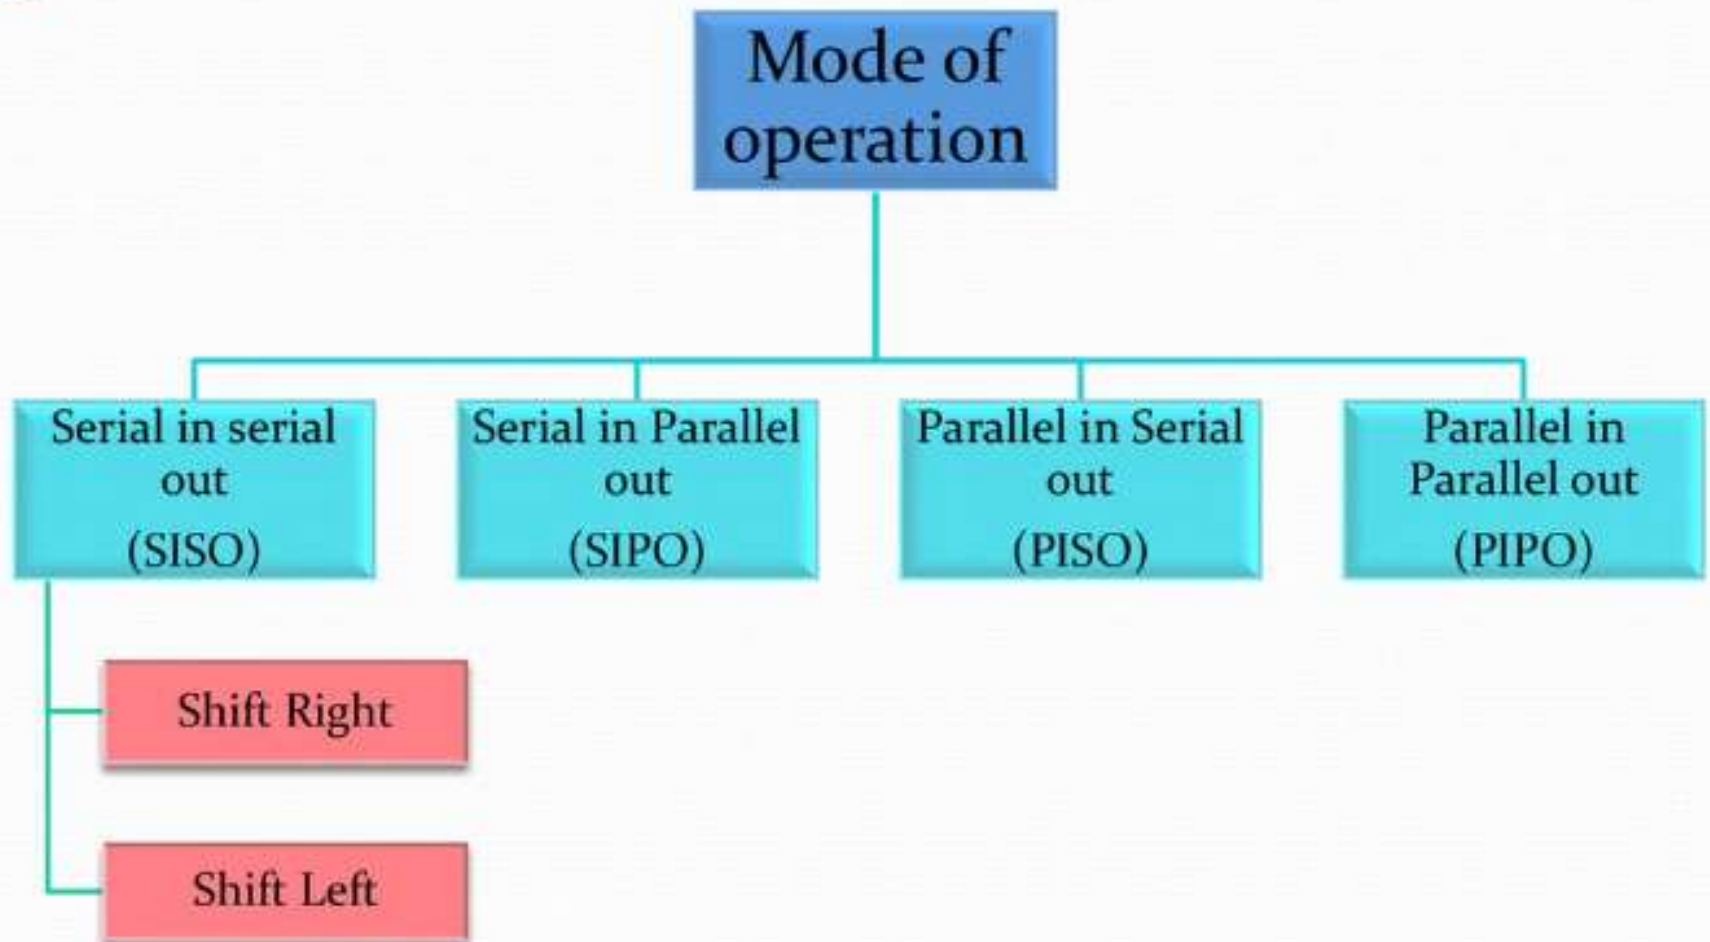 Mode of
operation
Serial in serial
out
(SISO)
Serial in Parallel
out
(SIPO)
Parallel in Serial
out
(PISO)
Parallel in
Parallel out
(PIPO)
Shift Right
Shift Left